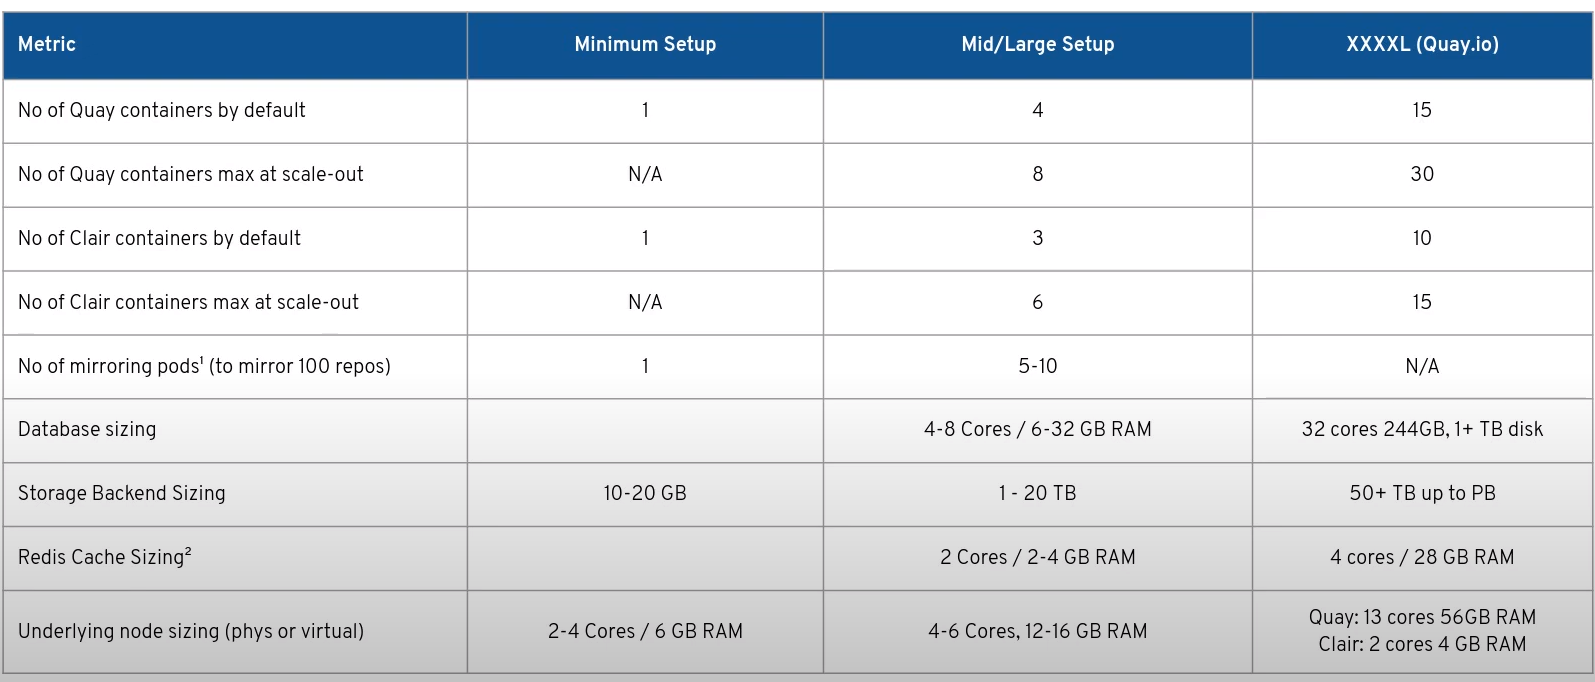 Metric Minimum Setup Mid/Large Setup XXXXL (Quay.io)
No of Quay containers by default 1 4 15
No of Quay containers max at scale-out N/A 8 30
No of Clair containers by default 1 3 10
No of Clair containers max at scale-out N/A 6 15
No of mirroring pods¹ (to mirror 100 repos) 1 5-10 N/A
Database sizing 4-8 Cores / 6-32 GB RAM 32 cores 244GB, 1+ TB disk
Storage Backend Sizing 10-20 GB 1 - 20 TB 50+ TB up to PB
Redis Cache Sizing² 2 Cores / 2-4 GB RAM 4 cores / 28 GB RAM
Underlying node sizing (phys or virtual) 2-4 Cores / 6 GB RAM 4-6 Cores, 12-16 GB RAM Quay: 13 cores 56GB RAM
Clair: 2 cores 4 GB RAM